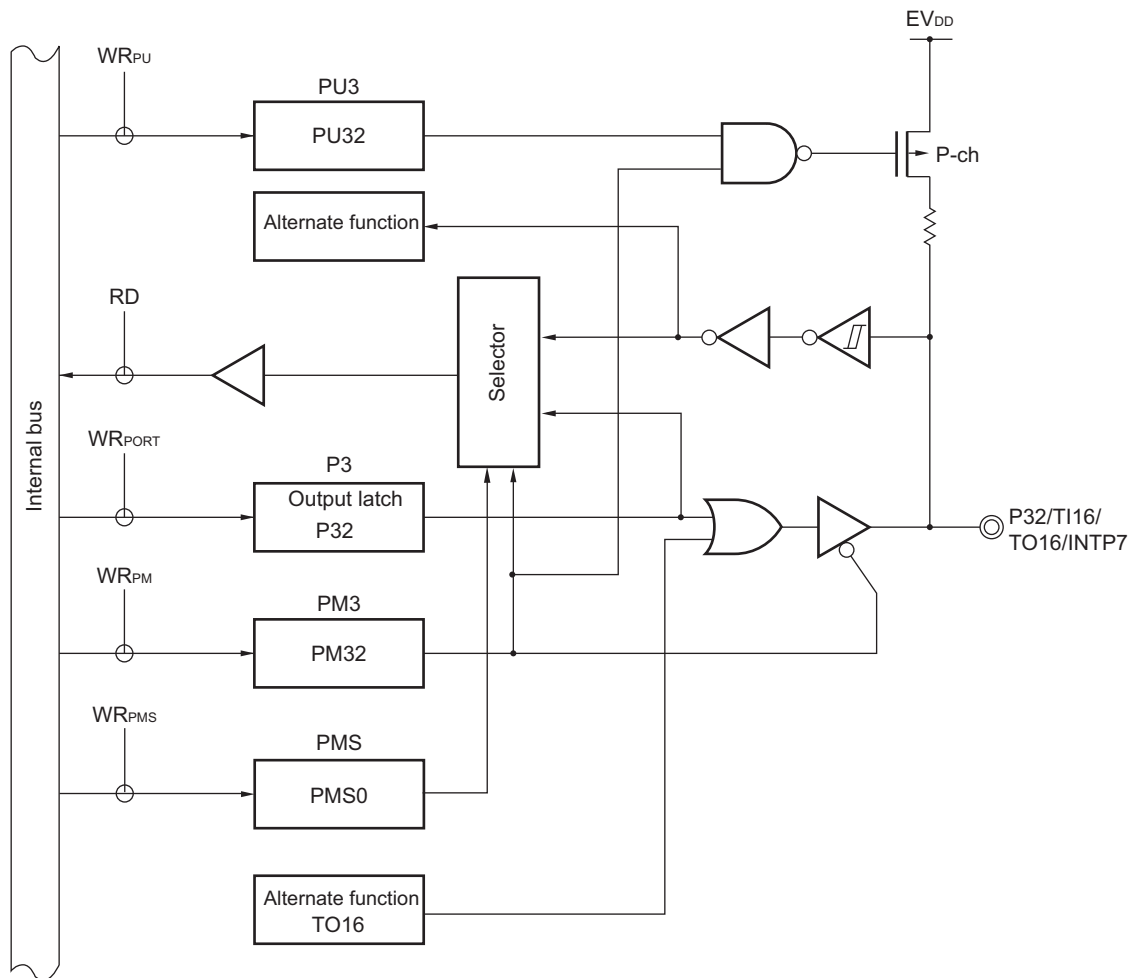 EVDD
WRPU
PU3
PU32
P-ch
Alternate function
RD
Selector
Internal bus
WRPORT
P3
Output latch
P32
P32/TI16/
TO16/INTP7
WRPM
PM3
PM32
WRPMS
PMS
PMS0
Alternate function
TO16